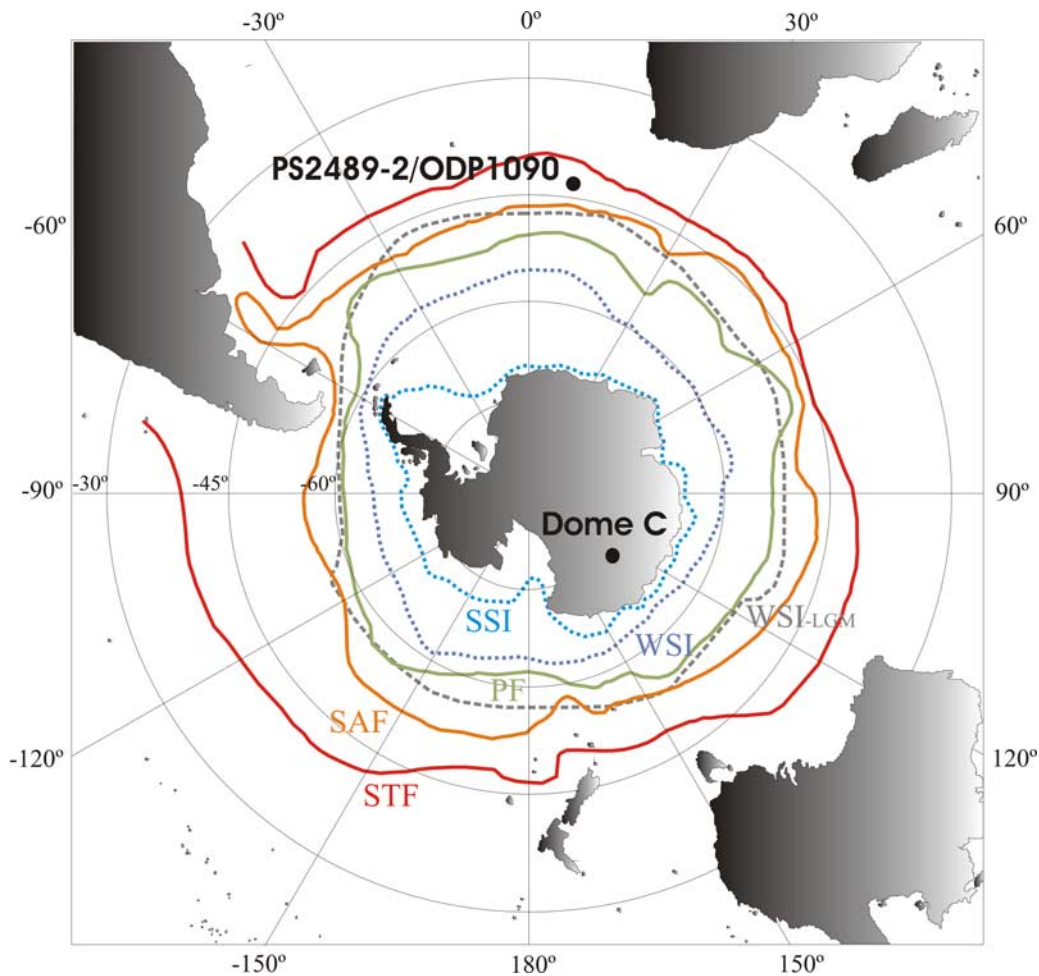 -30º 0º 30º
PS2489-2/ODP1090
-60º 60º
-90º -30º -45º -60º 90º
Dome C
SSI WSI WSI-LGM
PF
SAF
-120º 120º
STF
-150º 180º 150º